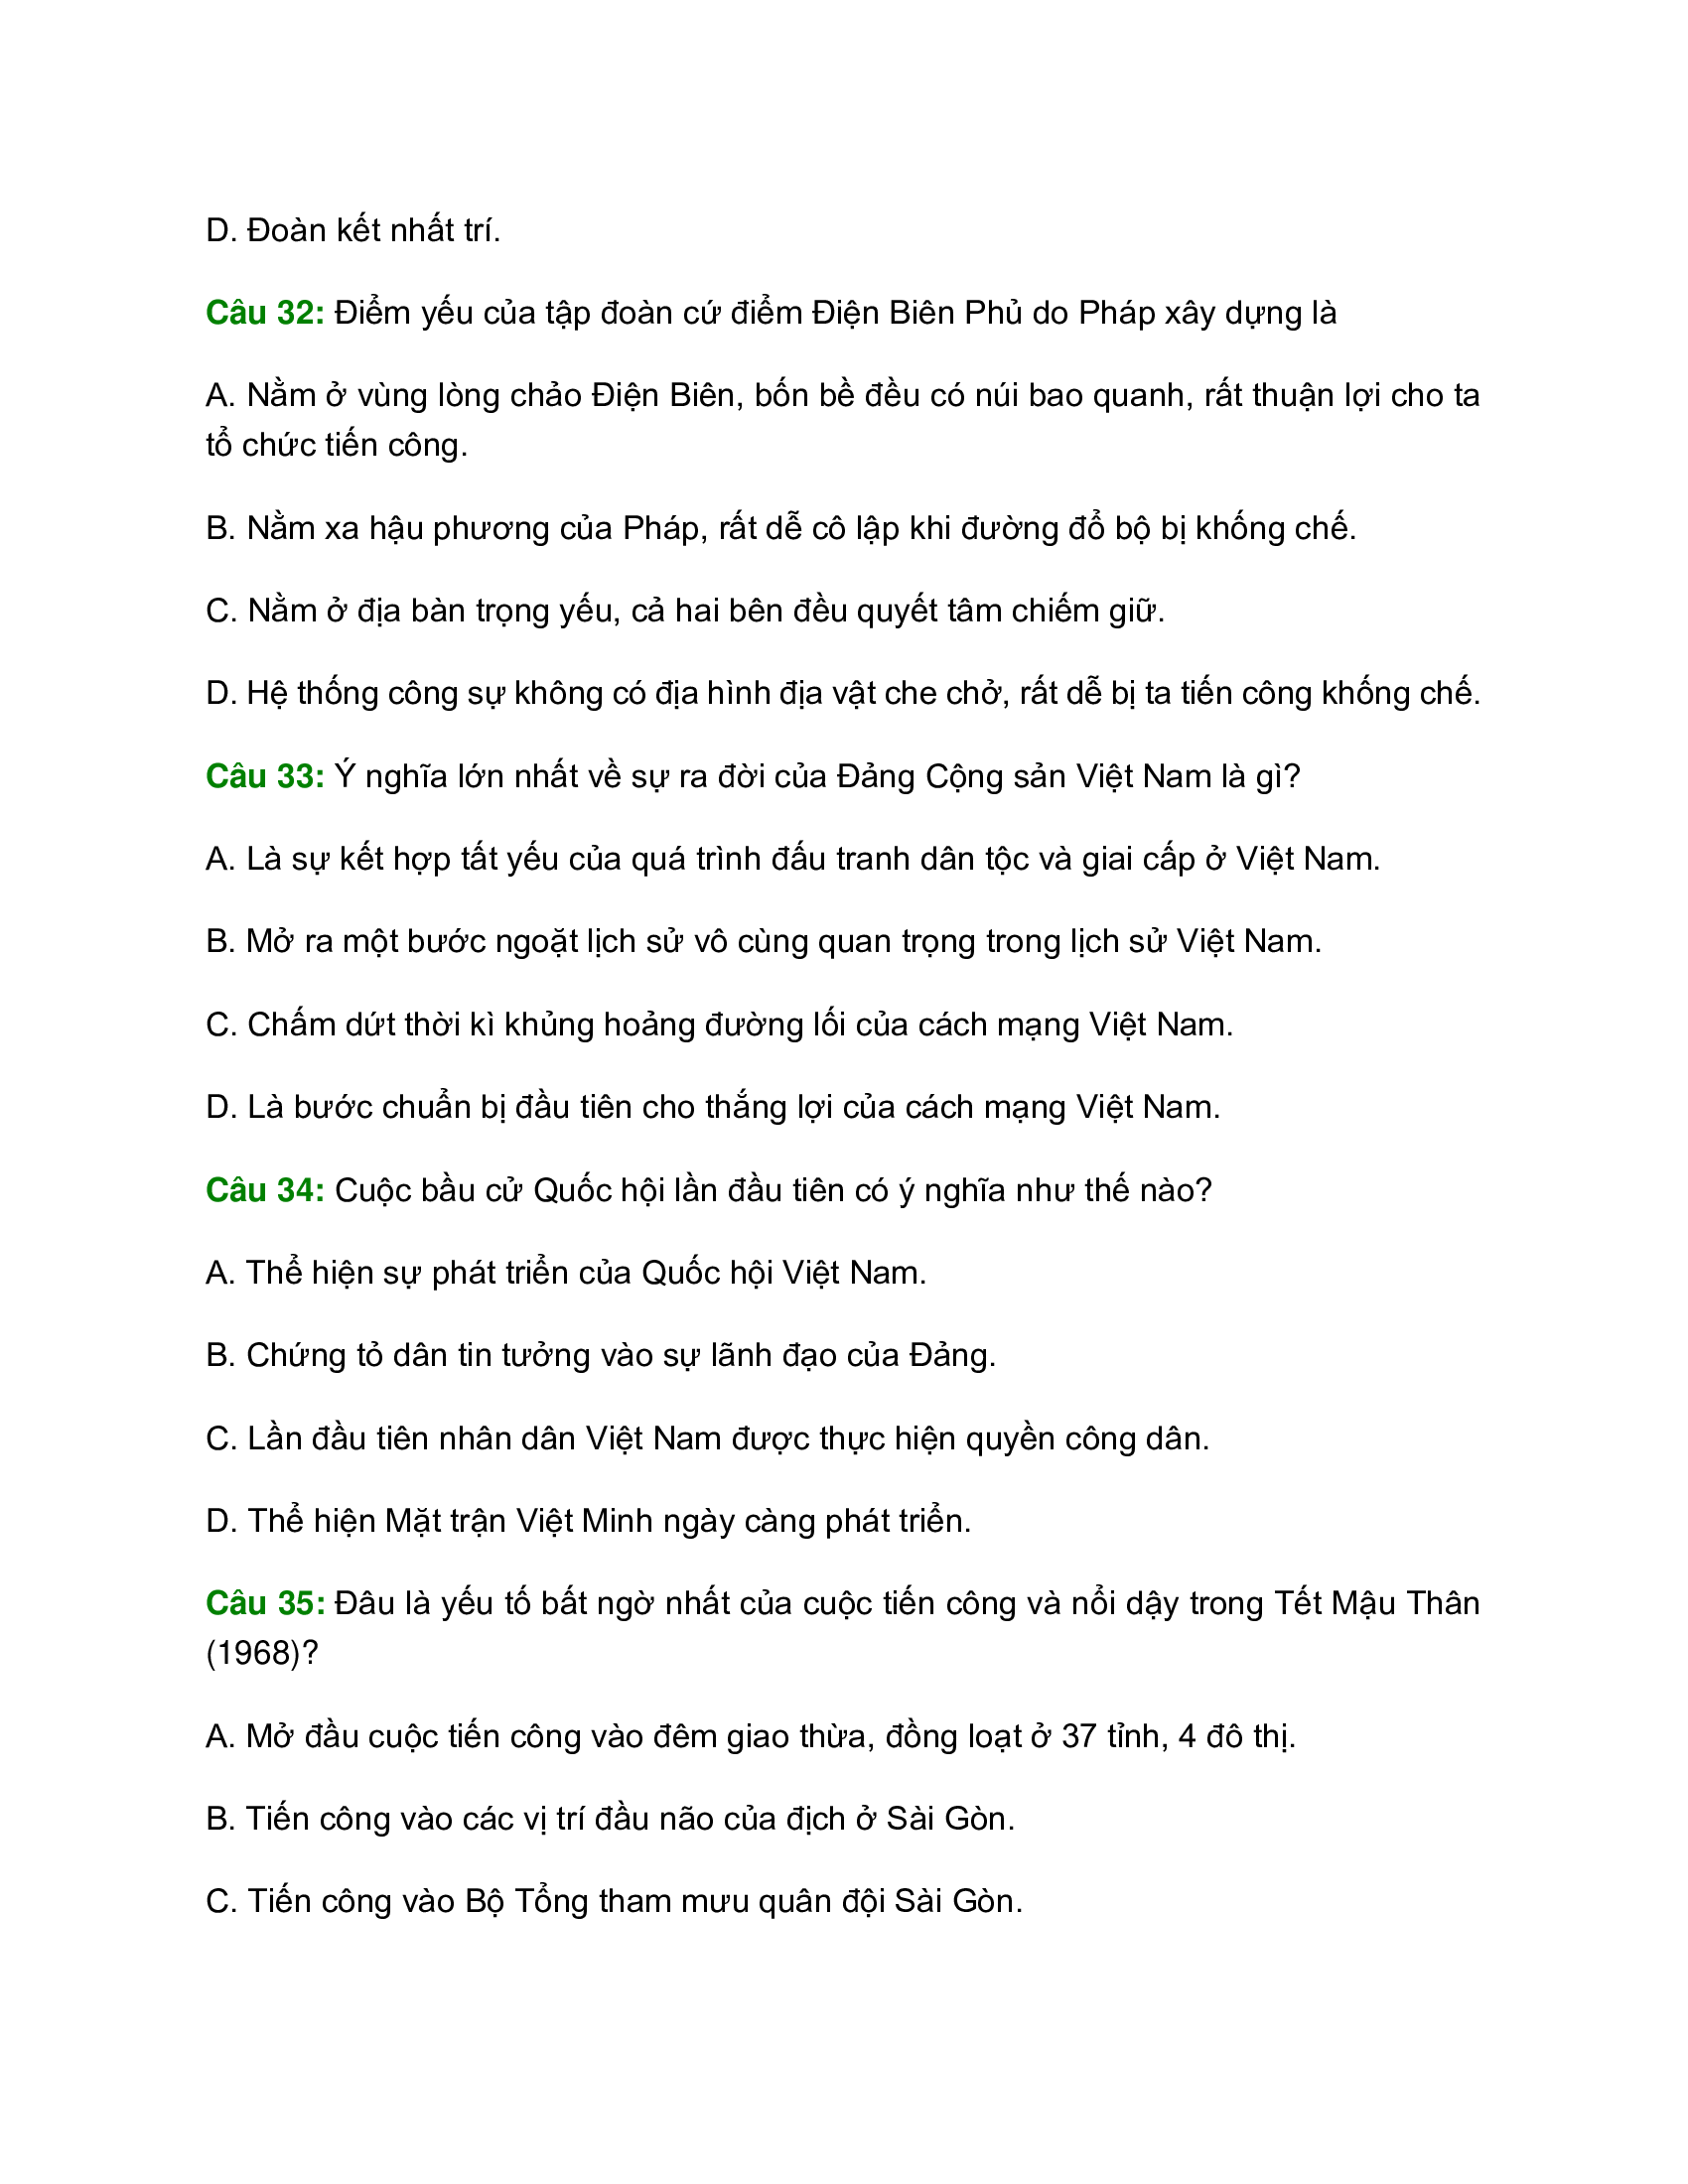 D. Đoàn kết nhất trí.
Câu 32: Điểm yếu của tập đoàn cứ điểm Điện Biên Phủ do Pháp xây dựng là
A. Nằm ở vùng lòng chảo Điện Biên, bốn bề đều có núi bao quanh, rất thuận lợi cho ta
tổ chức tiến công.
B. Nằm xa hậu phương của Pháp, rất dễ cô lập khi đường đổ bộ bị khống chế.
C. Nằm ở địa bàn trọng yếu, cả hai bên đều quyết tâm chiếm giữ.
D. Hệ thống công sự không có địa hình địa vật che chở, rất dễ bị ta tiến công khống chế.
Câu 33: Ý nghĩa lớn nhất về sự ra đời của Đảng Cộng sản Việt Nam là gì?
A. Là sự kết hợp tất yếu của quá trình đấu tranh dân tộc và giai cấp ở Việt Nam.
B. Mở ra một bước ngoặt lịch sử vô cùng quan trọng trong lịch sử Việt Nam.
C. Chấm dứt thời kì khủng hoảng đường lối của cách mạng Việt Nam.
D. Là bước chuẩn bị đầu tiên cho thắng lợi của cách mạng Việt Nam.
Câu 34: Cuộc bầu cử Quốc hội lần đầu tiên có ý nghĩa như thế nào?
A. Thể hiện sự phát triển của Quốc hội Việt Nam.
B. Chứng tỏ dân tin tưởng vào sự lãnh đạo của Đảng.
C. Lần đầu tiên nhân dân Việt Nam được thực hiện quyền công dân.
D. Thể hiện Mặt trận Việt Minh ngày càng phát triển.
Câu 35: Đâu là yếu tố bất ngờ nhất của cuộc tiến công và nổi dậy trong Tết Mậu Thân
(1968)?
A. Mở đầu cuộc tiến công vào đêm giao thừa, đồng loạt ở 37 tỉnh, 4 đô thị.
B. Tiến công vào các vị trí đầu não của địch ở Sài Gòn.
C. Tiến công vào Bộ Tổng tham mưu quân đội Sài Gòn.